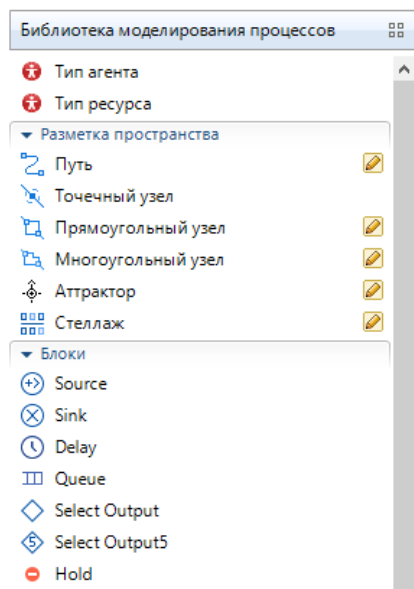 Библиотека моделирования процессов
Тип агента
Тип ресурса
Разметка пространства
Путь
Точечный узел
Прямоугольный узел
Многоугольный узел
Аттрактор
Стеллаж
Блоки
Source
Sink
Delay
Queue
Select Output
5 Select Output5
Hold